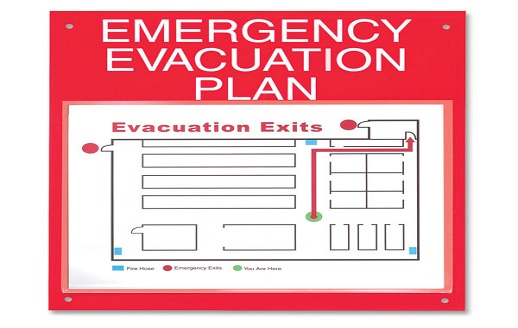 EMERGENCY
EVACUATION
PLAN
Evacuation Exits
Fire Hose Emergency Exits You Are Here